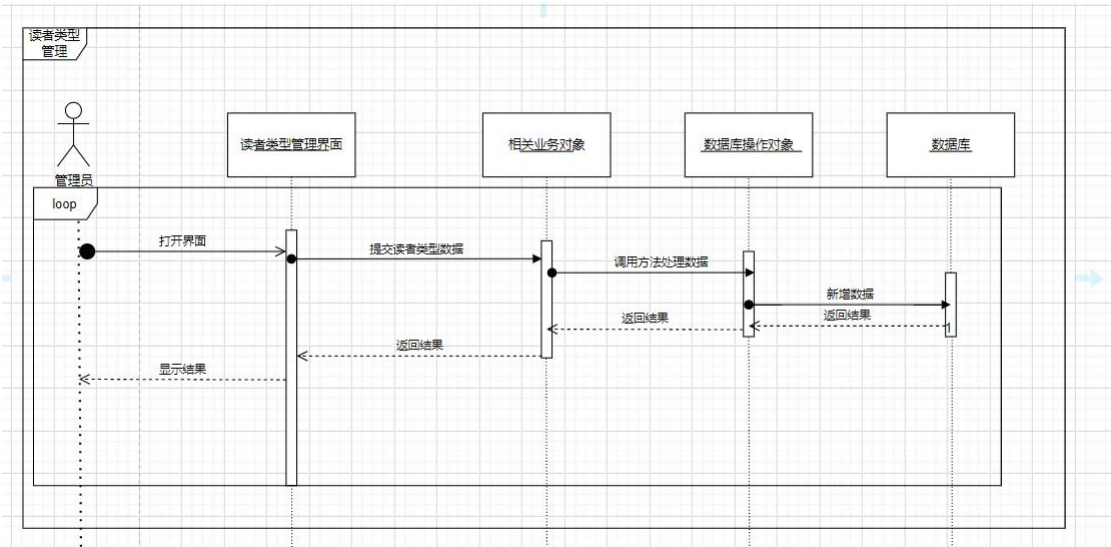 读者类型
管理
读者类型管理界面
相关业务对象
数据库操作对象
数据库
管理员
loop
打开界面
提交读者类型数据
调用方法处理数据
新增数据
返回结果
返回结果
返回结果
显示结果